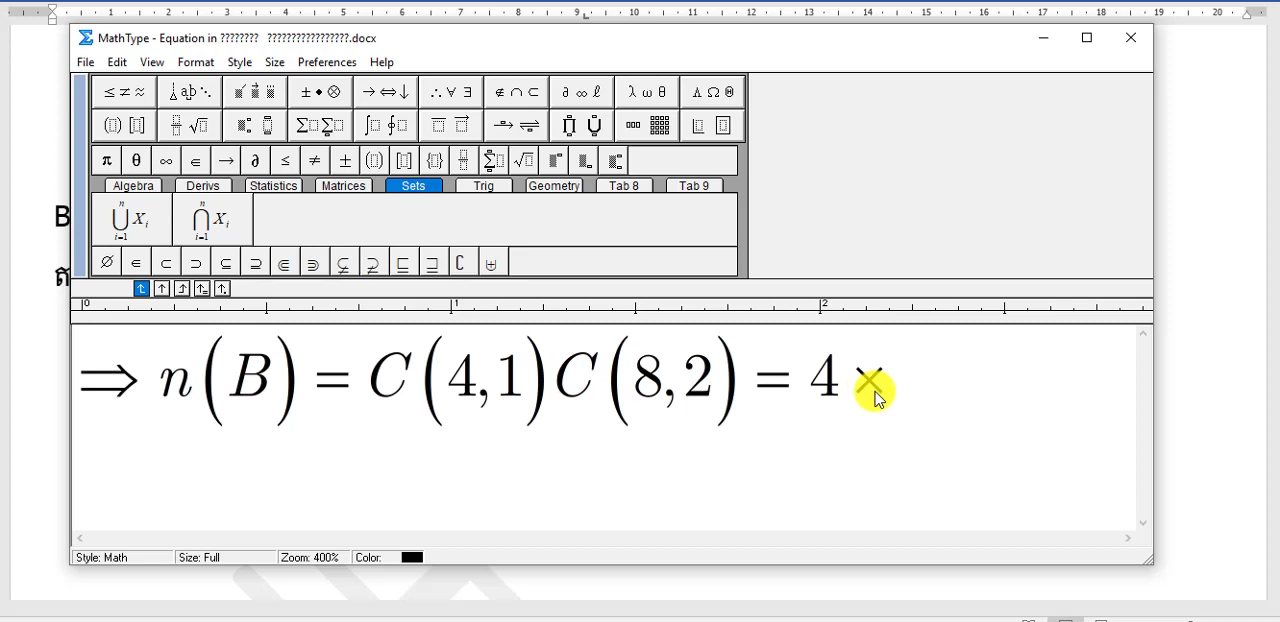 MathType - Equation in ???????? ?????????????????.docx
File Edit View Format Style Size Preferences Help
Algebra Derivs Statistics Matrices Sets Trig Geometry Tab 8 Tab 9
⇒ n(B) = C(4,1)C(8,2) = 4 ×
Style: Math Size: Full Zoom: 400% Color: